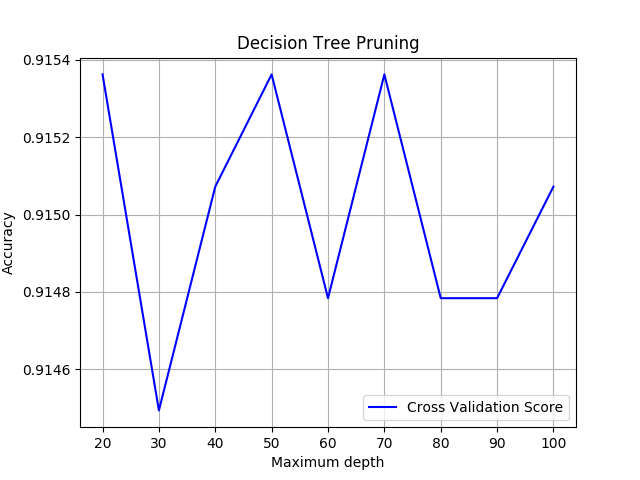 Decision Tree Pruning
Accuracy
0.9154
0.9152
0.9150
0.9148
0.9146
Cross Validation Score
20 30 40 50 60 70 80 90 100
Maximum depth